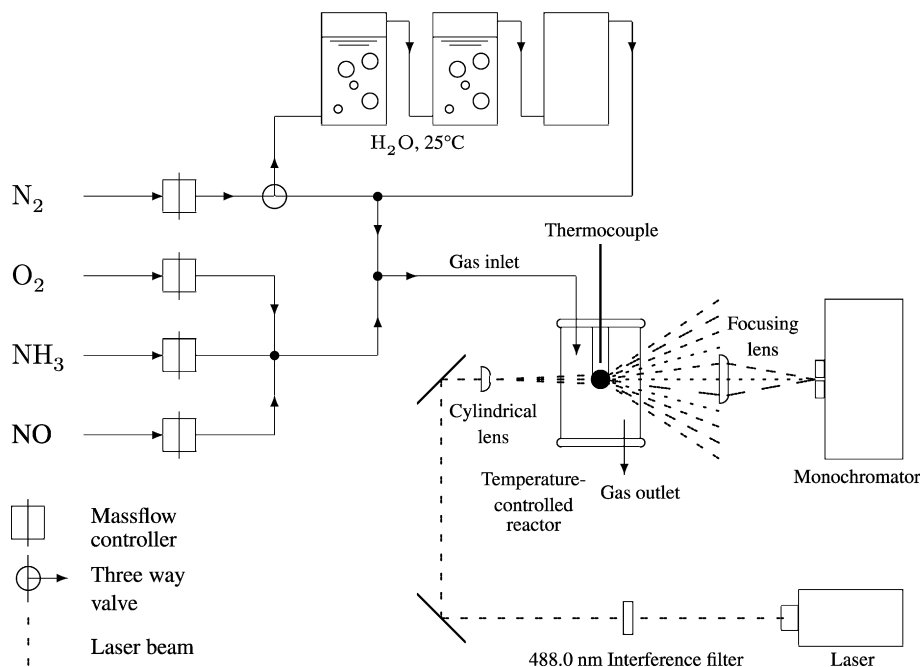 H₂O, 25°C
N₂
O₂
NH₃
NO
Gas inlet
Thermocouple
Focusing
lens
Cylindrical
lens
Monochromator
Temperature-
controlled
reactor
Gas outlet
Massflow
controller
Three way
valve
Laser beam
488.0 nm Interference filter
Laser